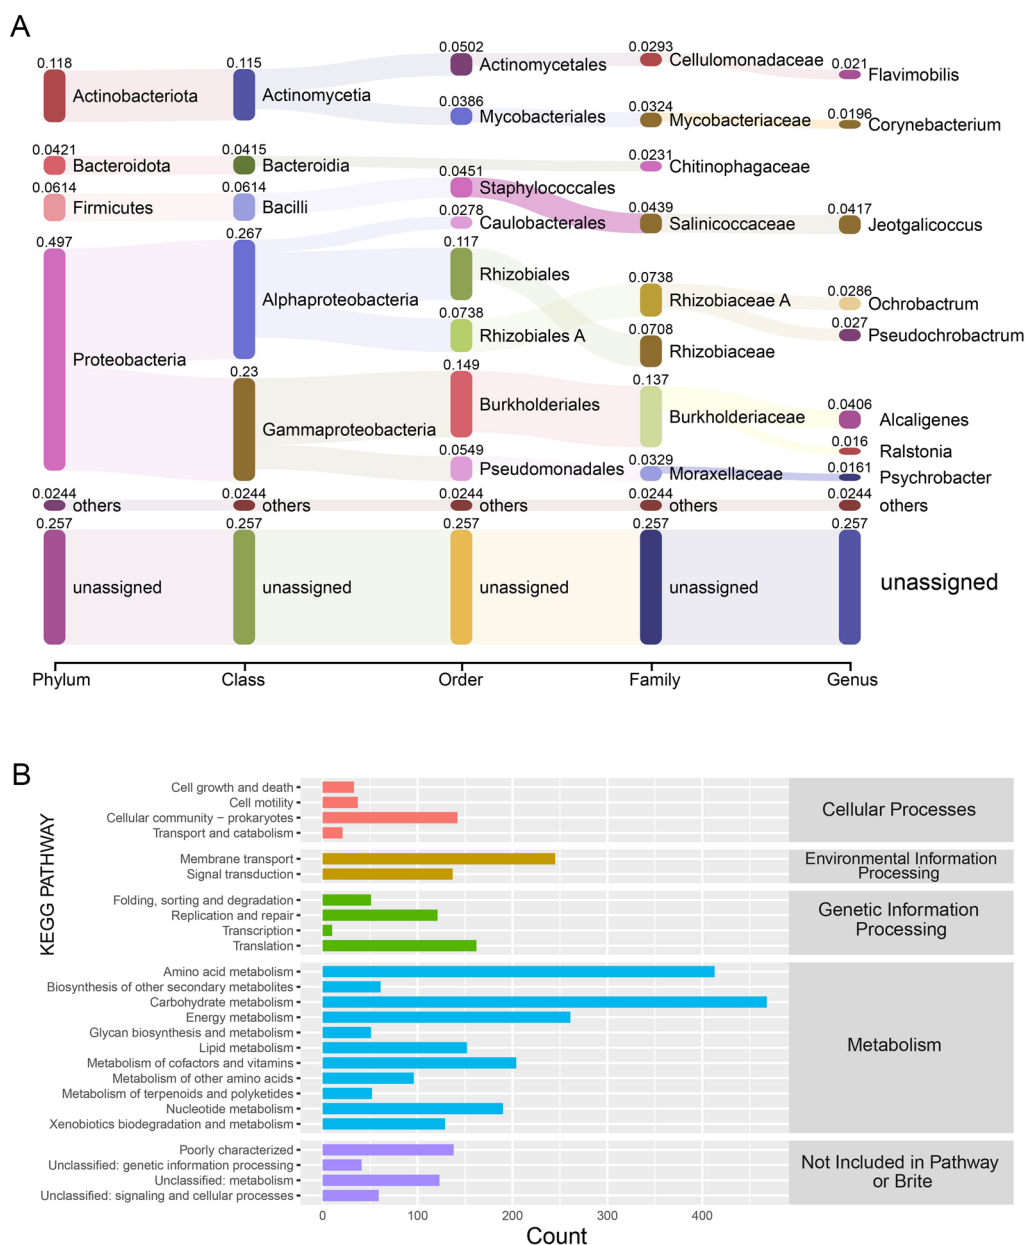 A
0.118
Actinobacteriota
0.115
Actinomycetia
0.0502
Actinomycetales
0.0293
Cellulomonadaceae
0.021
Flavimobilis
0.0386
Mycobacteriales
0.0324
Mycobacteriaceae
0.0196
Corynebacterium
0.0421
Bacteroidota
0.0415
Bacteroidia
0.0231
Chitinophagaceae
0.0614
Firmicutes
0.0614
Bacilli
0.0451
Staphylococcales
0.0439
Salinicoccaceae
0.0417
Jeotgalicoccus
0.497
Proteobacteria
0.267
Alphaproteobacteria
0.0278
Caulobacterales
0.117
Rhizobiales
0.0738
Rhizobiales A
0.0738
Rhizobiaceae A
0.0286
Ochrobactrum
0.027
Pseudochrobactrum
0.0708
Rhizobiaceae
0.23
Gammaproteobacteria
0.149
Burkholderiales
0.137
Burkholderiaceae
0.0406
Alcaligenes
0.016
Ralstonia
0.0549
Pseudomonadales
0.0329
Moraxellaceae
0.0161
Psychrobacter
0.0244
others
0.0244
others
0.0244
others
0.0244
others
0.0244
others
0.257
unassigned
0.257
unassigned
0.257
unassigned
0.257
unassigned
0.257
unassigned
Phylum
Class
Order
Family
Genus
B
KEGG PATHWAY
Cell growth and death
Cell motility
Cellular community − prokaryotes
Transport and catabolism
Cellular Processes
Membrane transport
Signal transduction
Environmental Information
Processing
Folding, sorting and degradation
Replication and repair
Transcription
Translation
Genetic Information
Processing
Amino acid metabolism
Biosynthesis of other secondary metabolites
Carbohydrate metabolism
Energy metabolism
Glycan biosynthesis and metabolism
Lipid metabolism
Metabolism of cofactors and vitamins
Metabolism of other amino acids
Metabolism of terpenoids and polyketides
Nucleotide metabolism
Xenobiotics biodegradation and metabolism
Metabolism
Poorly characterized
Unclassified: genetic information processing
Unclassified: metabolism
Unclassified: signaling and cellular processes
Not Included in Pathway
or Brite
0
100
200
300
400
Count